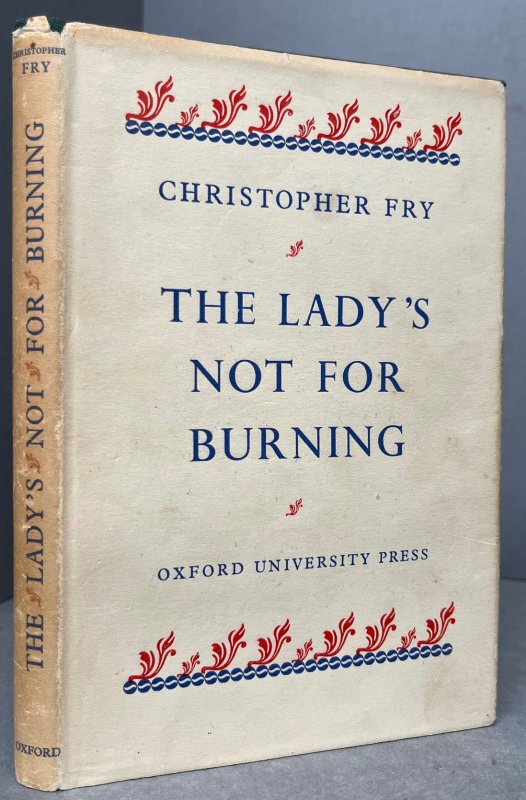 CHRISTOPHER
FRY
THE LADY'S NOT FOR BURNING
OXFORD
CHRISTOPHER FRY
THE LADY'S
NOT FOR
BURNING
OXFORD UNIVERSITY PRESS